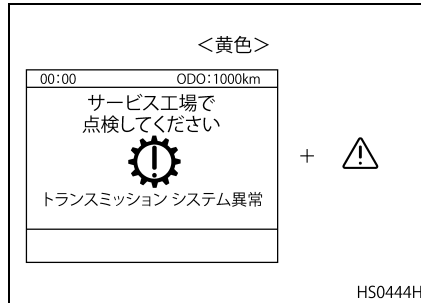 ＜黄色＞
00:00 ODO:1000km
サービス工場で
点検してください
+
トランスミッション システム異常
HS0444H